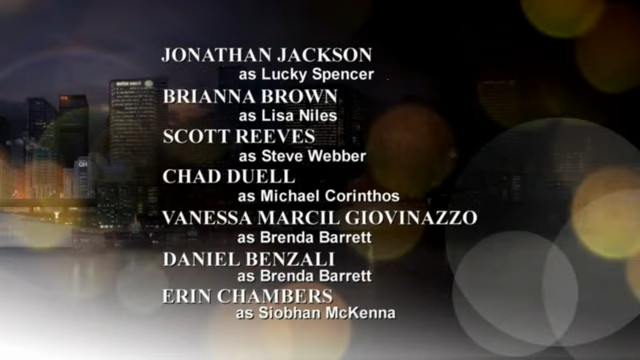 JONATHAN JACKSON
as Lucky Spencer
BRIANNA BROWN
as Lisa Niles
SCOTT REEVES
as Steve Webber
CHAD DUELL
as Michael Corinthos
VANESSA MARCIL GIOVINAZZO
as Brenda Barrett
DANIEL BENZALI
as Brenda Barrett
ERIN CHAMBERS
as Siobhan McKenna
GH